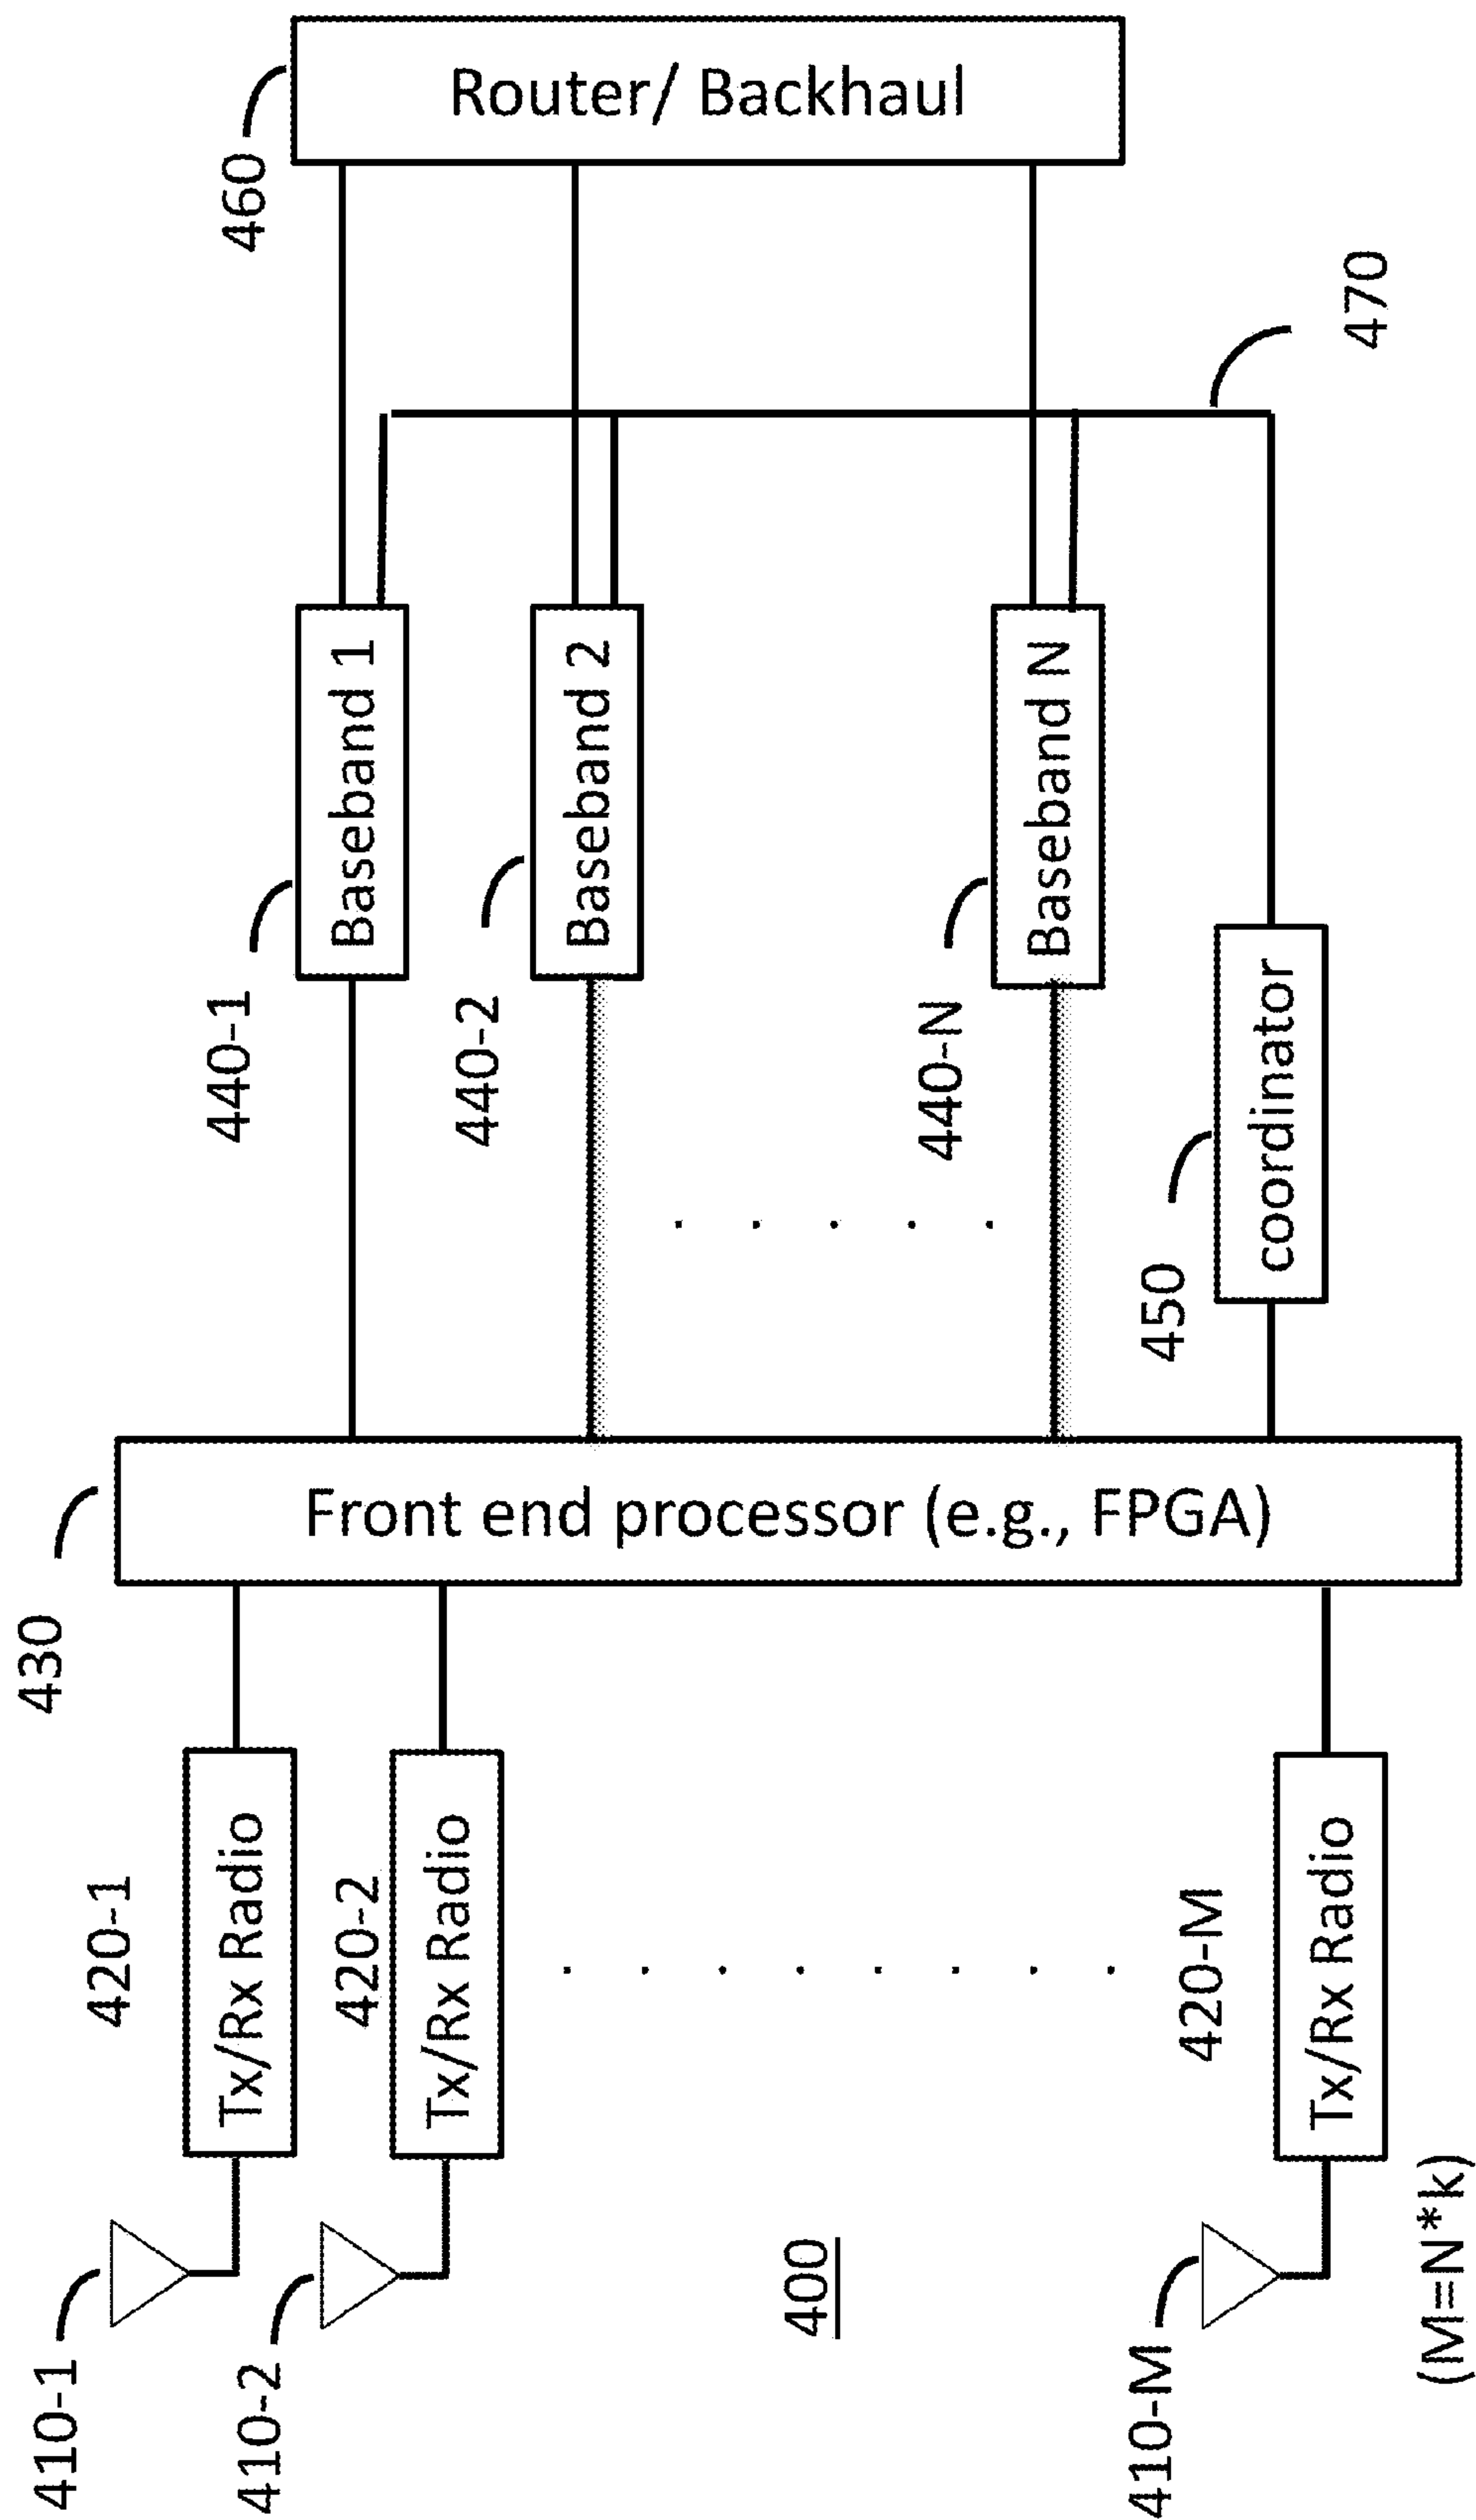 410-1
420-1
430
440-1
460
Tx/Rx Radio
Baseband 1
Router/ Backhaul
410-2
420-2
440-2
Tx/Rx Radio
Baseband 2
Front end processor (e.g., FPGA)
400
440-N
Baseband N
410-M
420-M
450
470
Tx/Rx Radio
coordinator
(M=N*k)